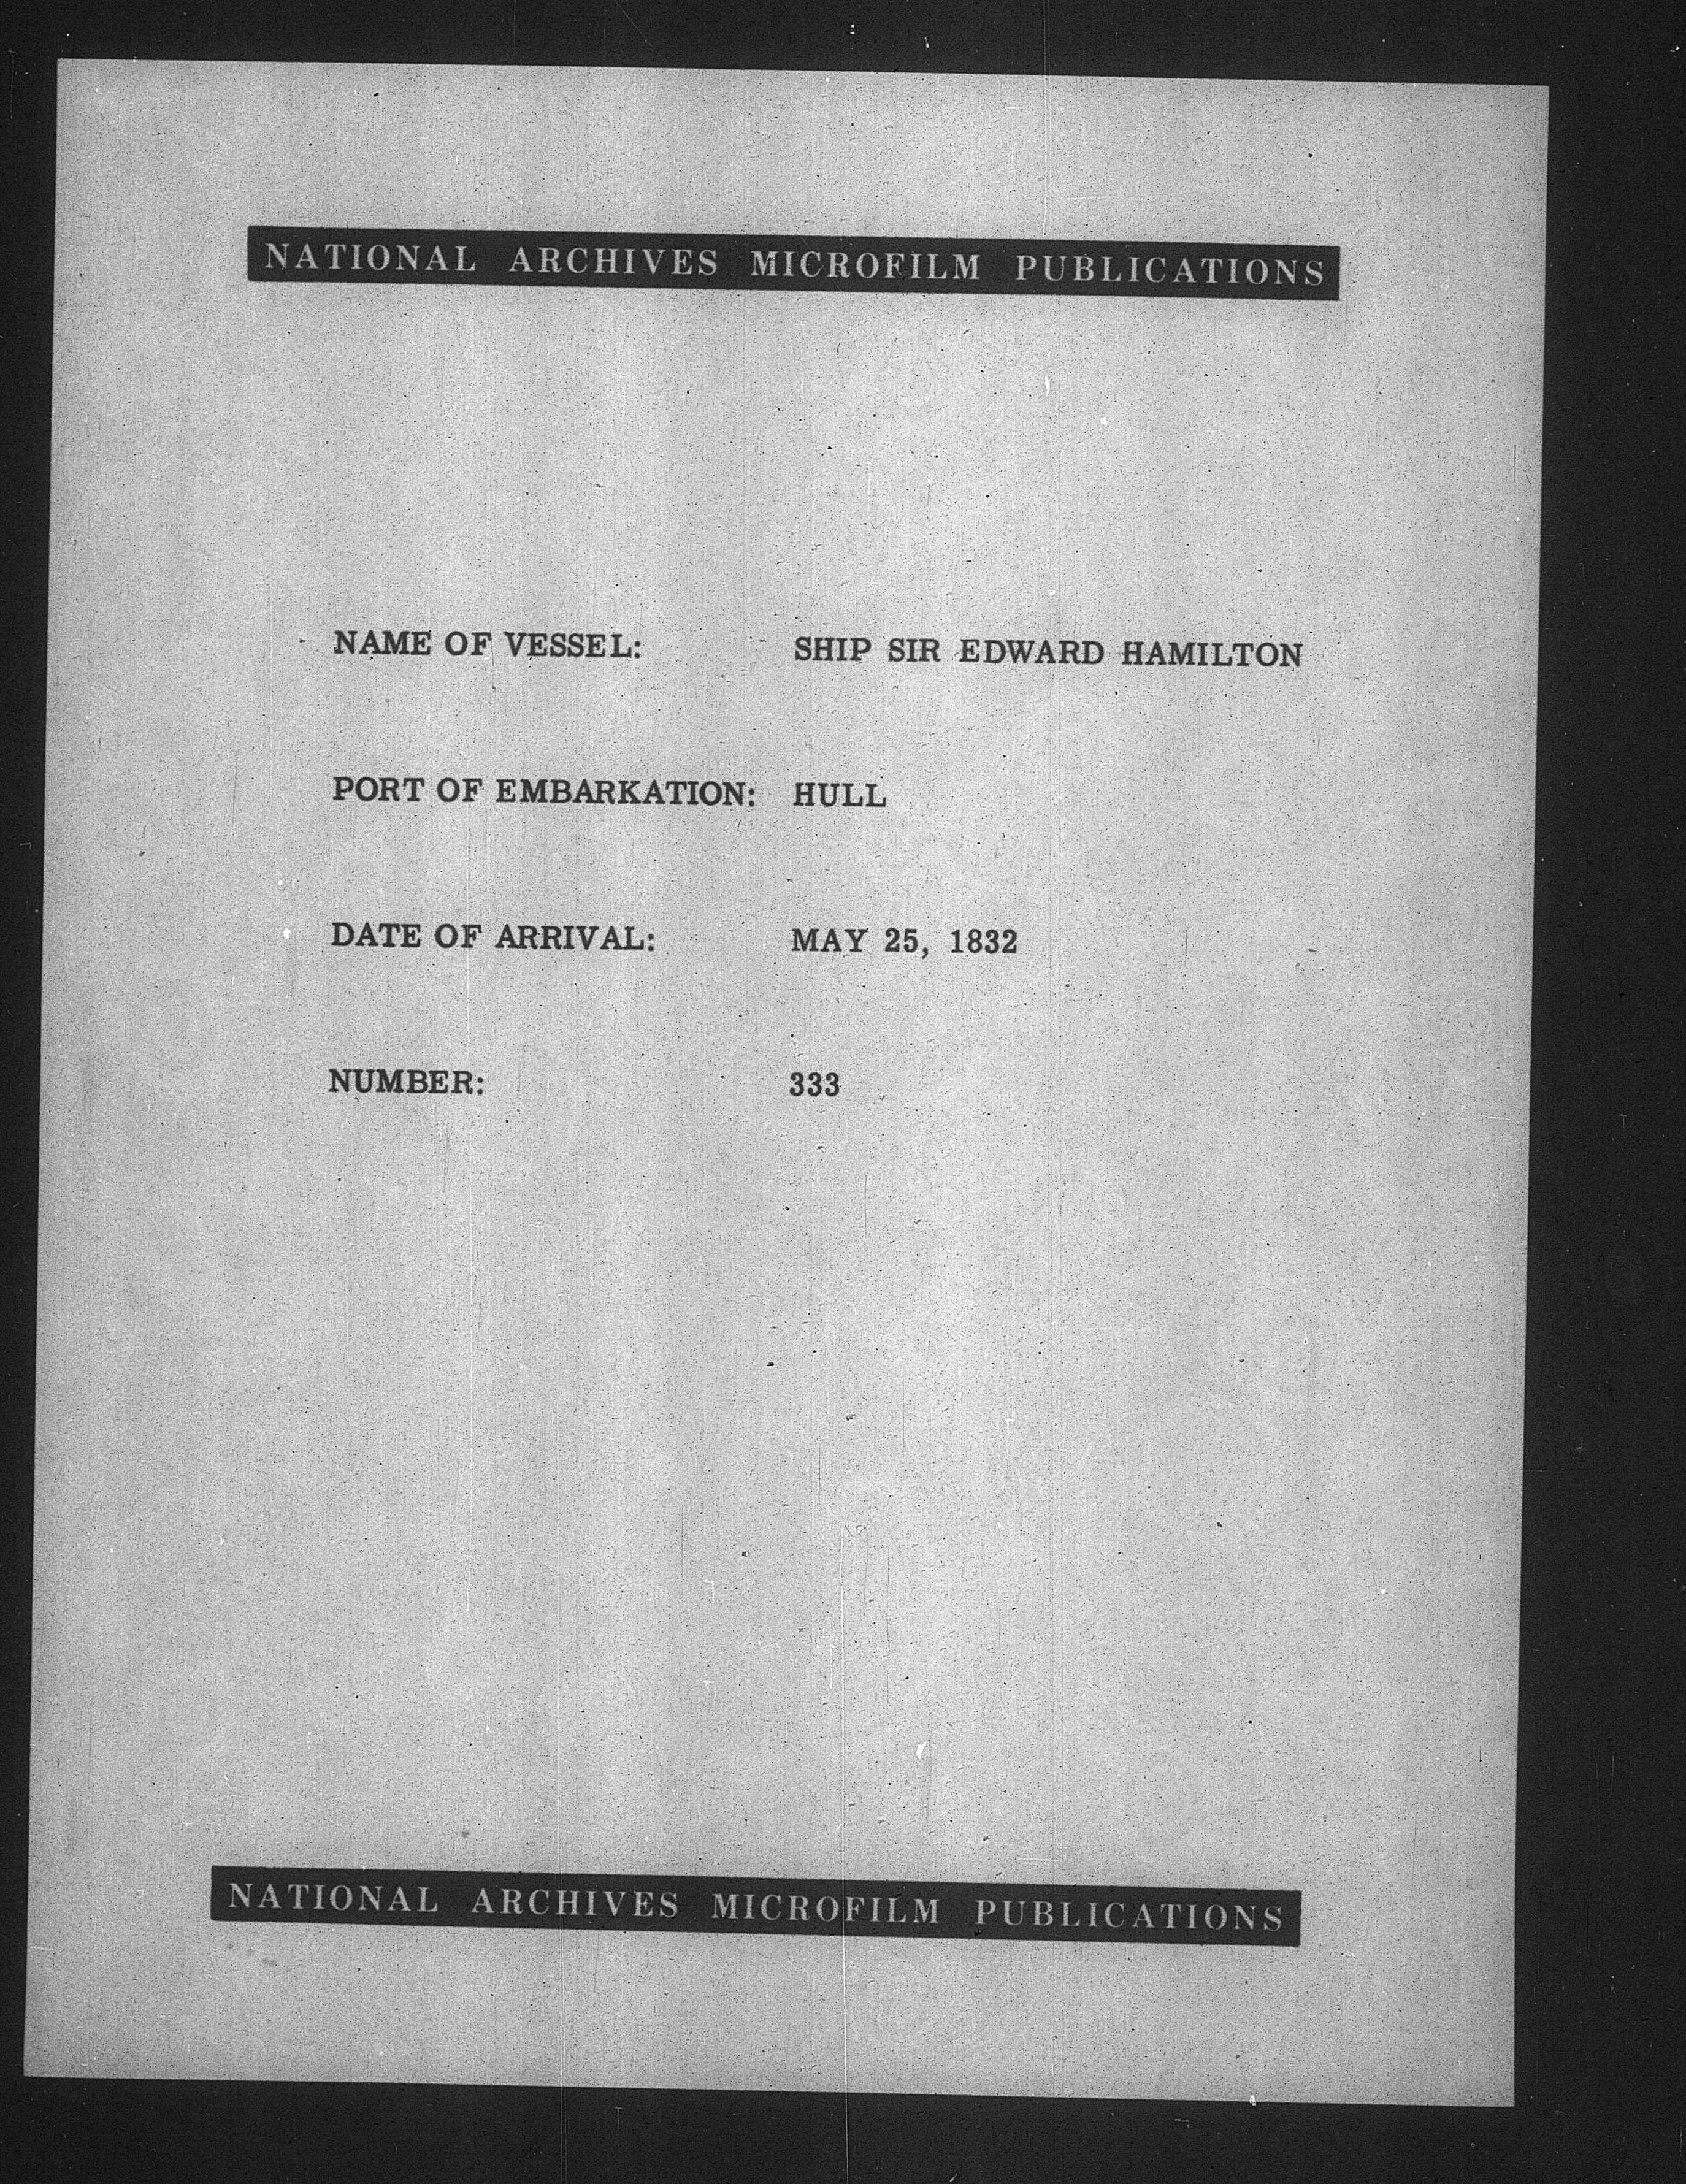 NATIONAL ARCHIVES MICROFILM PUBLICATIONS
NAME OF VESSEL: SHIP SIR EDWARD HAMILTON
PORT OF EMBARKATION: HULL
DATE OF ARRIVAL: MAY 25, 1832
NUMBER: 333
NATIONAL ARCHIVES MICROFILM PUBLICATIONS